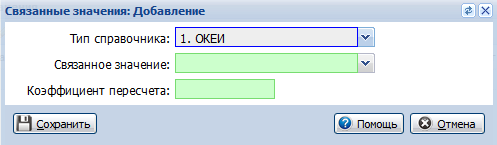 Связанные значения: Добавление
Тип справочника: 1. ОКЕИ
Связанное значение:
Коэффициент пересчета:
Сохранить Помощь Отмена